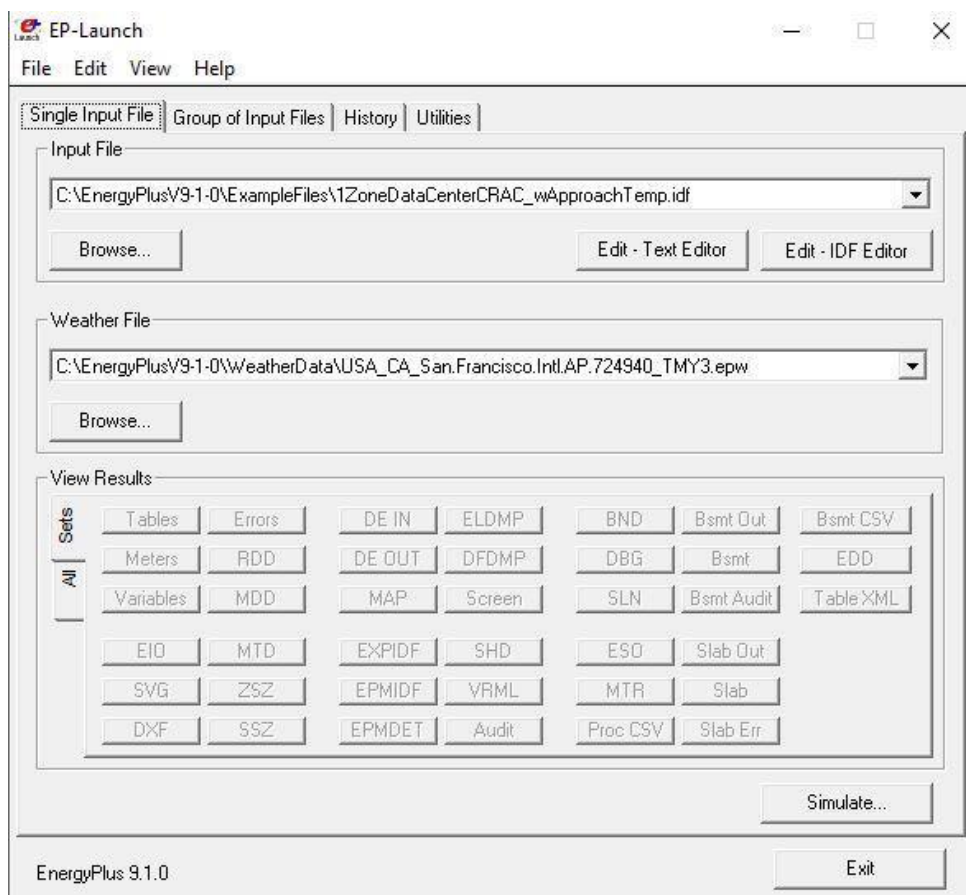 EP-Launch
File Edit View Help
Single Input File Group of Input Files History Utilities
Input File
C:\EnergyPlusV9-1-0\ExampleFiles\1ZoneDataCenterCRAC_wApproachTemp.idf
Browse... Edit - Text Editor Edit - IDF Editor
Weather File
C:\EnergyPlusV9-1-0\WeatherData\USA_CA_San.Francisco.Intl.AP.724940_TMY3.epw
Browse...
View Results
Sets
All
Tables Errors DE IN ELDMP BND Bsmt Out Bsmt CSV
Meters RDD DE OUT DFDMP DBG Bsmt EDD
Variables MDD MAP Screen SLN Bsmt Audit Table XML
EIO MTD EXPIDF SHD ESO Slab Out
SVG ZSZ EPMIDF VRML MTR Slab
DXF SSZ EPMDET Audit Proc CSV Slab Err
Simulate...
EnergyPlus 9.1.0 Exit